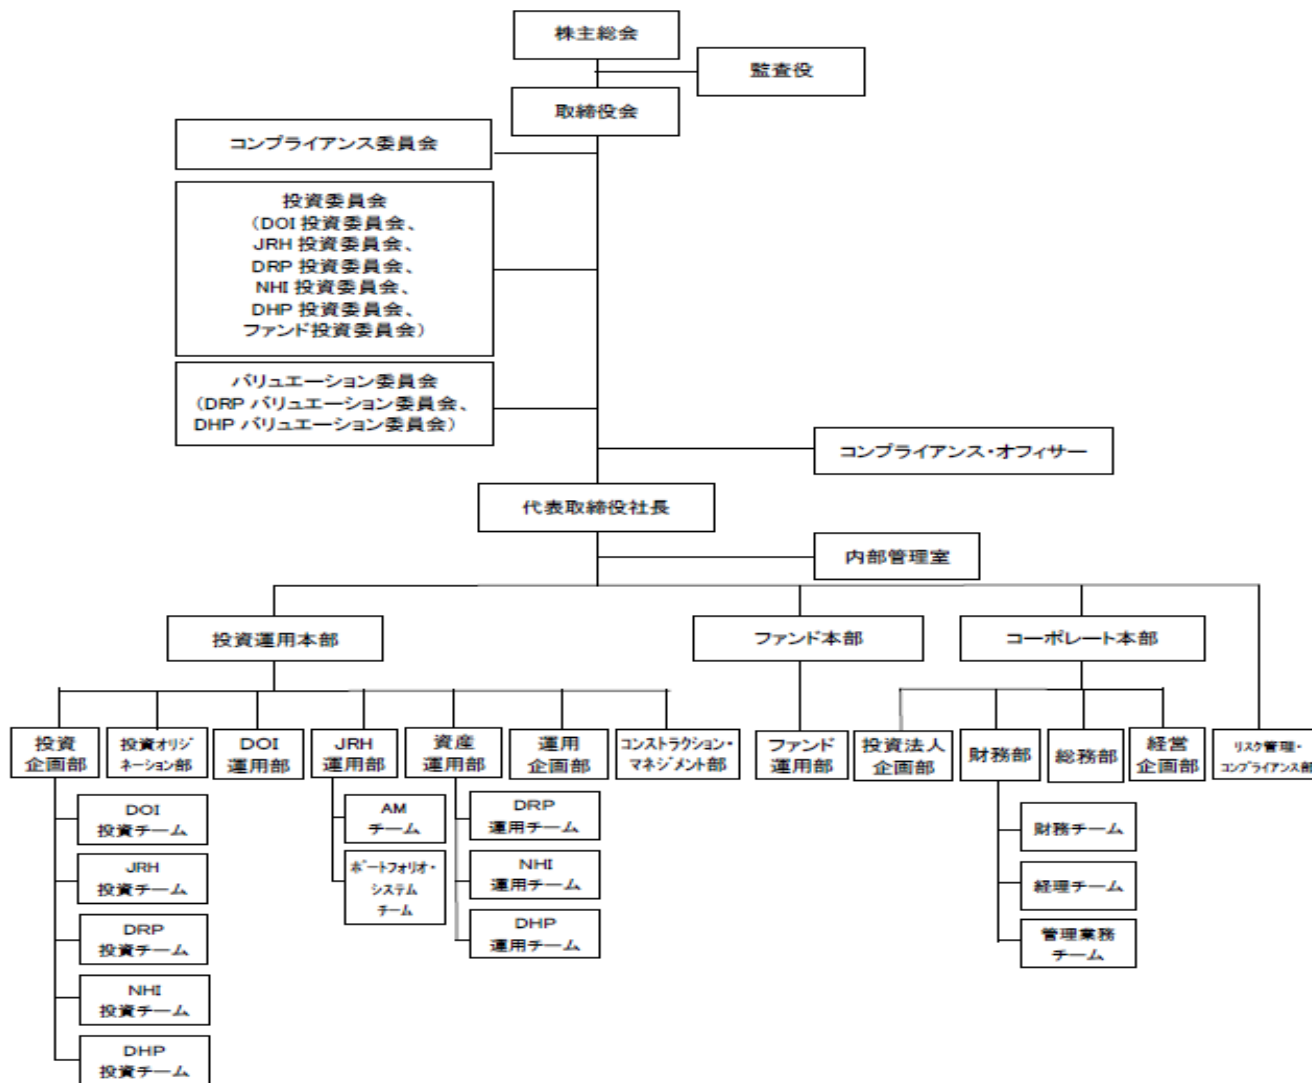 株主総会
監査役
取締役会
コンプライアンス委員会
投資委員会
(DOI 投資委員会、
JRH 投資委員会、
DRP 投資委員会、
NHI 投資委員会、
DHP 投資委員会、
ファンド投資委員会)
バリュエーション委員会
(DRP バリュエーション委員会、
DHP バリュエーション委員会)
コンプライアンス・オフィサー
代表取締役社長
内部管理室
投資運用本部
ファンド本部
コーポレート本部
投資
企画部
投資オリジ
ネーション部
DOI
運用部
JRH
運用部
資産
運用部
運用
企画部
コンストラクション・
マネジメント部
ファンド
運用部
投資法人
企画部
財務部
総務部
経営
企画部
リスク管理・
コンプライアンス部
DOI
投資チーム
JRH
投資チーム
DRP
投資チーム
NHI
投資チーム
DHP
投資チーム
AM
チーム
ポートフォリオ・
システム
チーム
DRP
運用チーム
NHI
運用チーム
DHP
運用チーム
財務チーム
経理チーム
管理業務
チーム